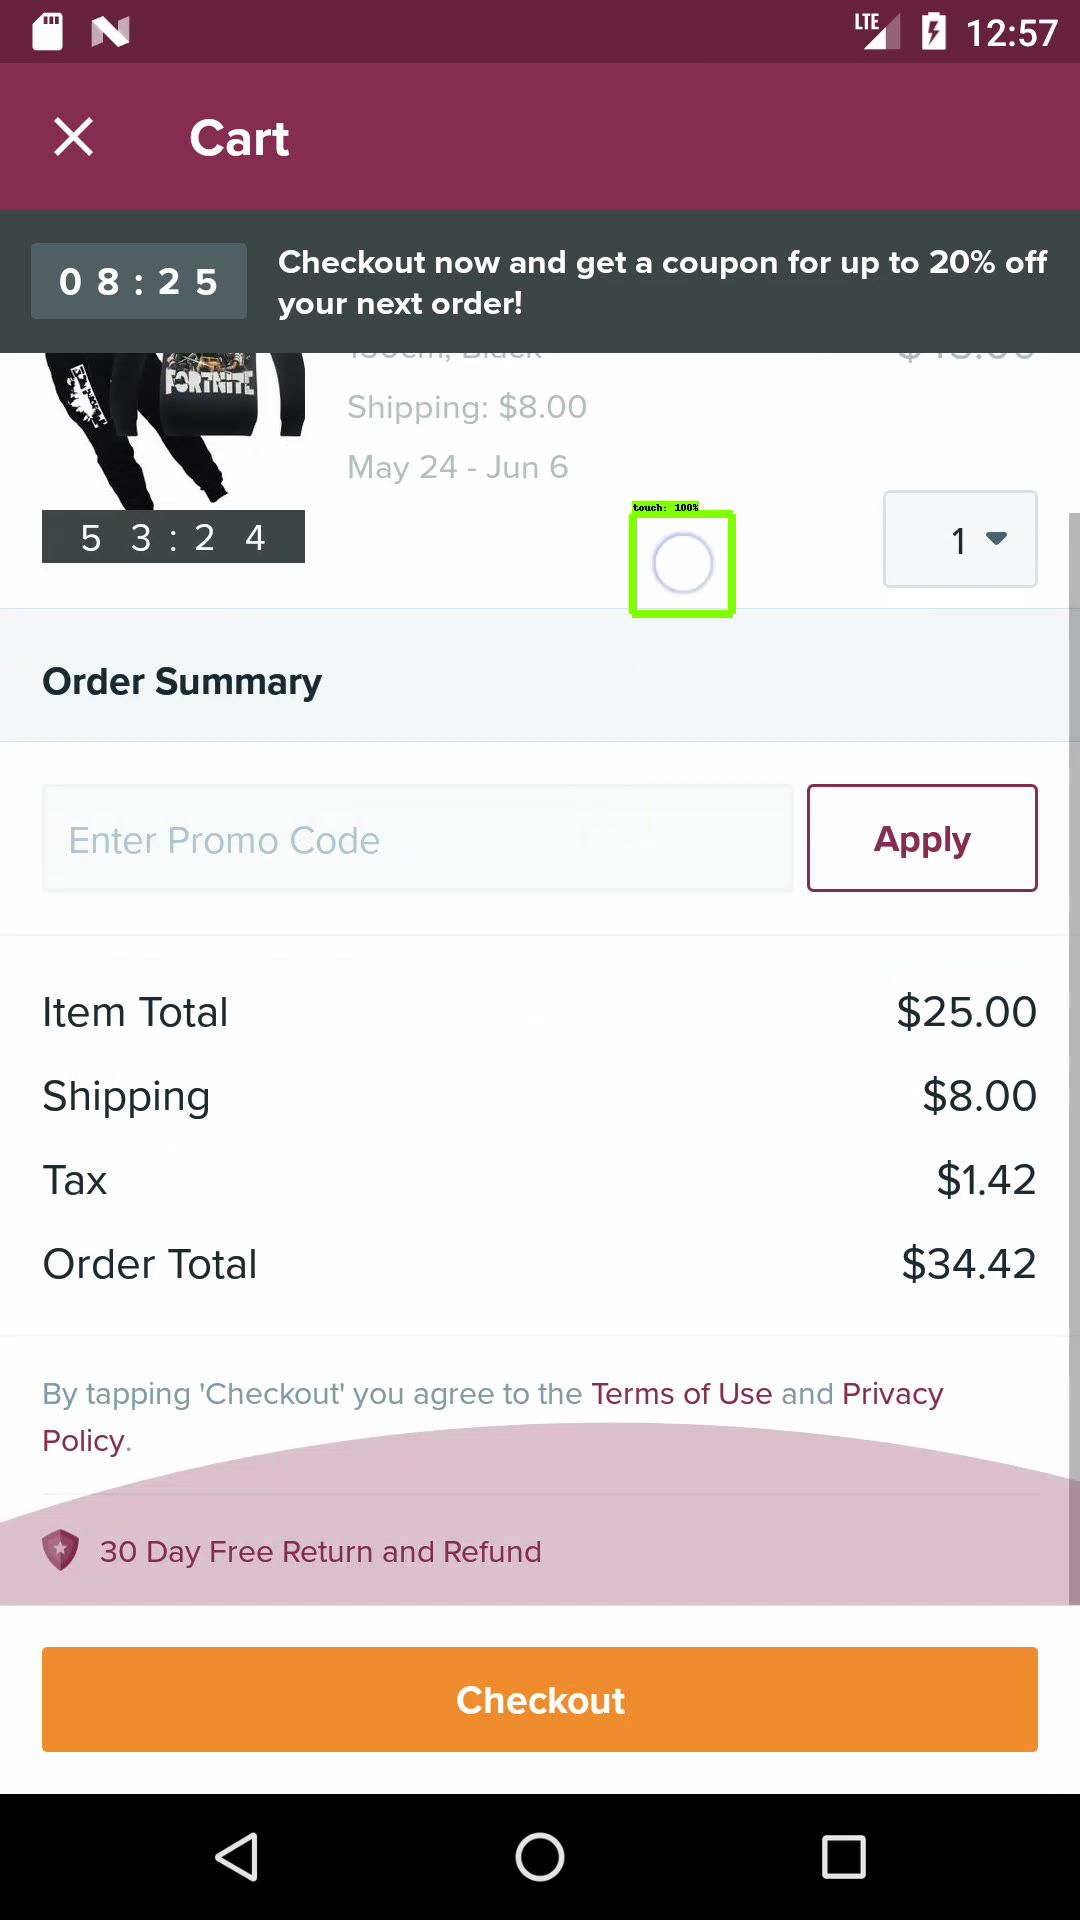 LTE 12:57
Cart
08:25
Checkout now and get a coupon for up to 20% off
your next order!
FORTNITE
Shipping: $8.00
May 24 - Jun 6
touch: 100%
53:24
1
Order Summary
Enter Promo Code
Apply
Item Total $25.00
Shipping $8.00
Tax $1.42
Order Total $34.42
By tapping 'Checkout' you agree to the Terms of Use and Privacy
Policy.
30 Day Free Return and Refund
Checkout